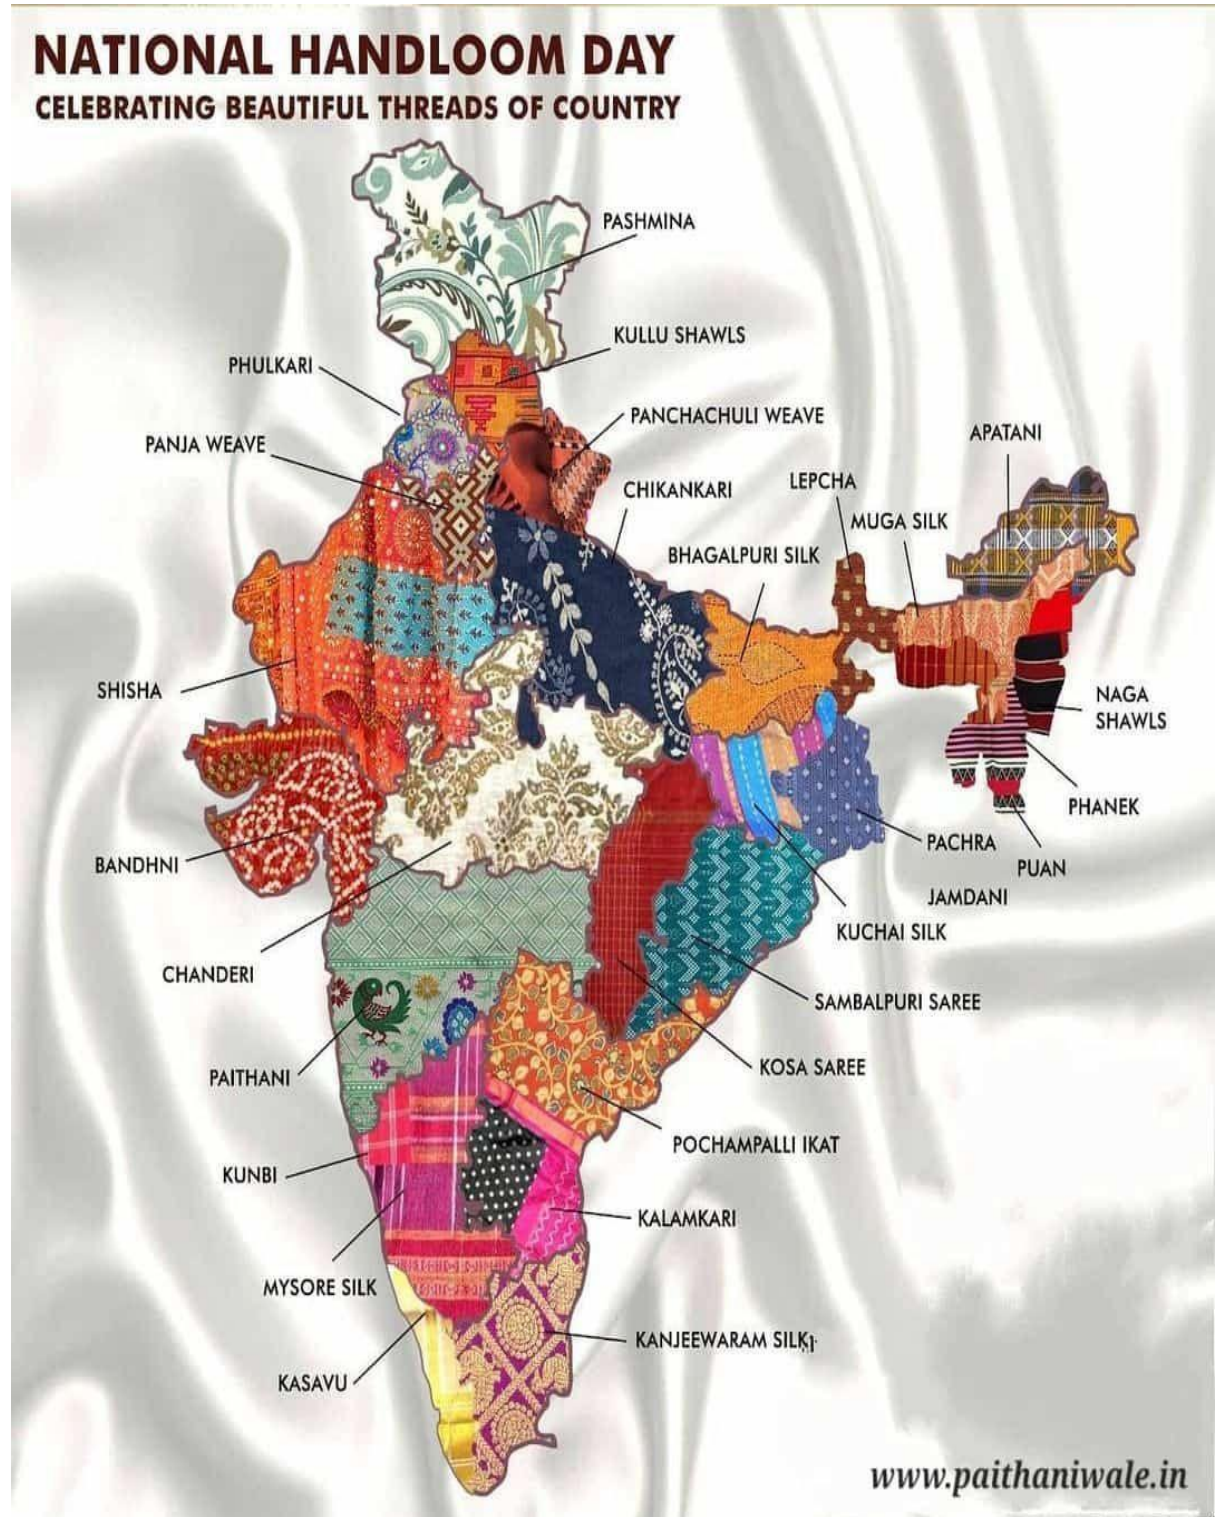 NATIONAL HANDLOOM DAY
CELEBRATING BEAUTIFUL THREADS OF COUNTRY
PASHMINA
KULLU SHAWLS
PHULKARI
PANCHACHULI WEAVE
PANJA WEAVE
APATANI
CHIKANKARI
LEPCHA
MUGA SILK
BHAGALPURI SILK
SHISHA
NAGA
SHAWLS
PHANEK
BANDHNI
PACHRA
PUAN
JAMDANI
KUCHAI SILK
CHANDERI
SAMBALPURI SAREE
KOSA SAREE
PAITHANI
POCHAMPALLI IKAT
KUNBI
KALAMKARI
MYSORE SILK
KANJEEWARAM SILK
KASAVU
www.paithaniwale.in